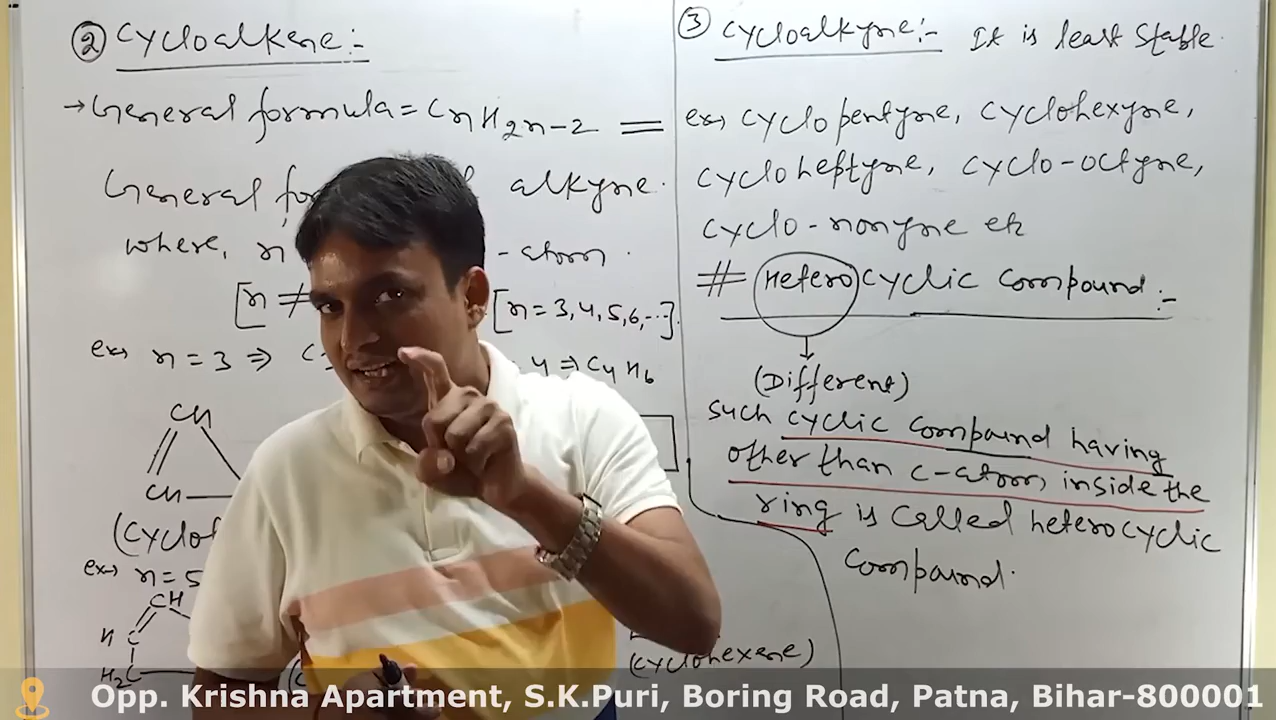 ② Cycloalkene:-
→ General formula = CnH2n-2 =
General alkyne.
where, n - atom.
[n ≠ [n = 3, 4, 5, 6, ...]
ex→ n = 3 ⇒ 4 ⇒ C4H6
CH
CH
ex→ n = 5
CH
H C
H2C
(cyclohexene)
③ Cycloalkyne:- It is least stable.
ex→ cyclopentyne, cyclohexyne,
cycloheptyne, cyclo-octyne,
cyclo-nonyne etc
# Heterocyclic compound:-
(Different)
such cyclic compound having
other than c-atom, inside the
ring is called heterocyclic
compound.
Opp. Krishna Apartment, S.K.Puri, Boring Road, Patna, Bihar-800001